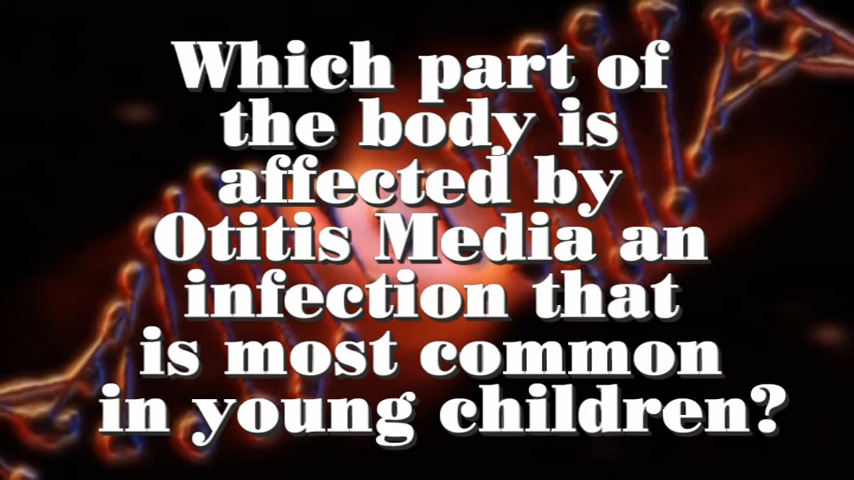 Which part of
the body is
affected by
Otitis Media an
infection that
is most common
in young children?